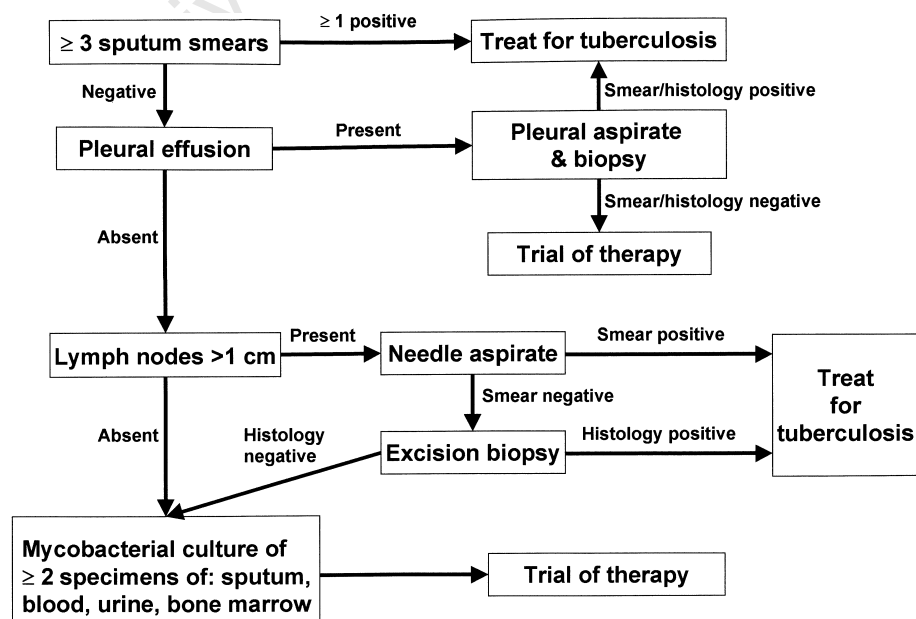 ≥ 3 sputum smears
≥ 1 positive
Treat for tuberculosis
Negative
Smear/histology positive
Pleural effusion
Present
Pleural aspirate
& biopsy
Smear/histology negative
Absent
Trial of therapy
Lymph nodes >1 cm
Present
Needle aspirate
Smear positive
Treat
for
tuberculosis
Smear negative
Absent
Histology
negative
Excision biopsy
Histology positive
Mycobacterial culture of
≥ 2 specimens of: sputum,
blood, urine, bone marrow
Trial of therapy